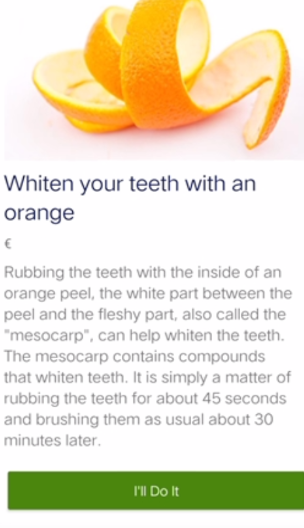 Whiten your teeth with an
orange
€
Rubbing the teeth with the inside of an
orange peel, the white part between the
peel and the fleshy part, also called the
"mesocarp", can help whiten the teeth.
The mesocarp contains compounds
that whiten teeth. It is simply a matter of
rubbing the teeth for about 45 seconds
and brushing them as usual about 30
minutes later.
I'll Do It